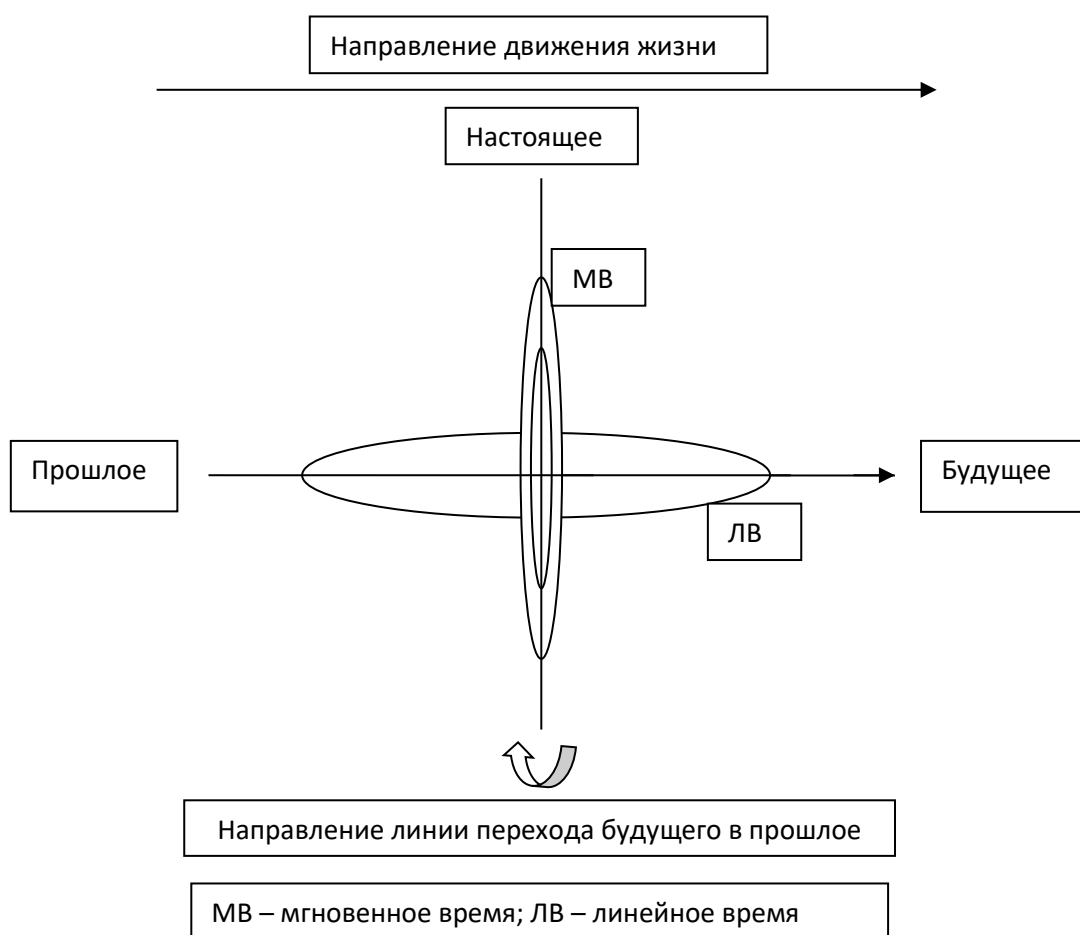 Направление движения жизни
Настоящее
МВ
Прошлое
Будущее
ЛВ
Направление линии перехода будущего в прошлое
МВ – мгновенное время; ЛВ – линейное время